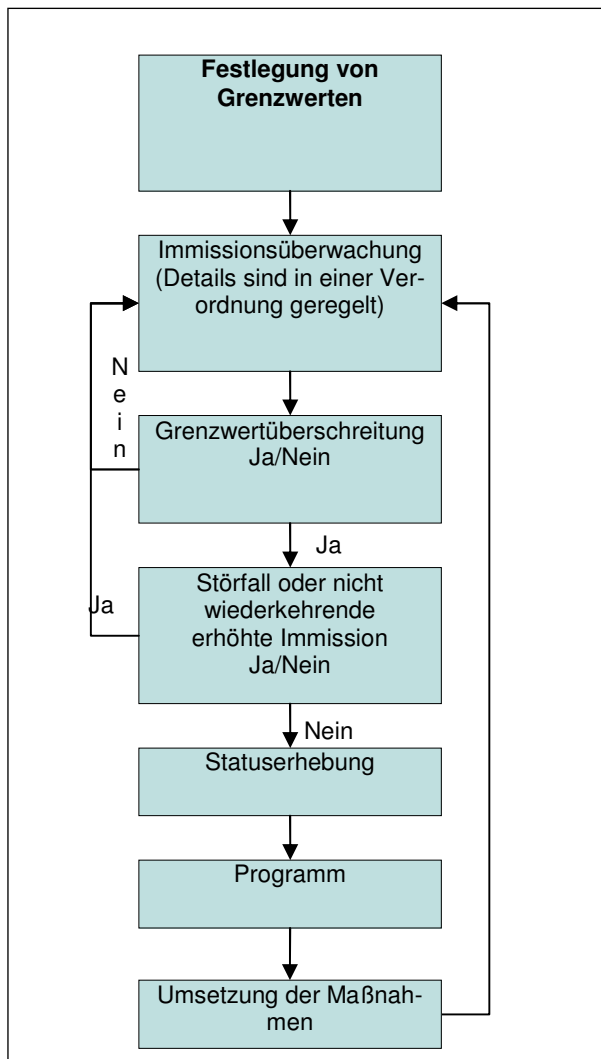 Festlegung von
Grenzwerten
Immissionsüberwachung
(Details sind in einer Ver-
ordnung geregelt)
N
e
i
n
Grenzwertüberschreitung
Ja/Nein
Ja
Störfall oder nicht
wiederkehrende
erhöhte Immission
Ja/Nein
Ja
Nein
Statuserhebung
Programm
Umsetzung der Maßnah-
men